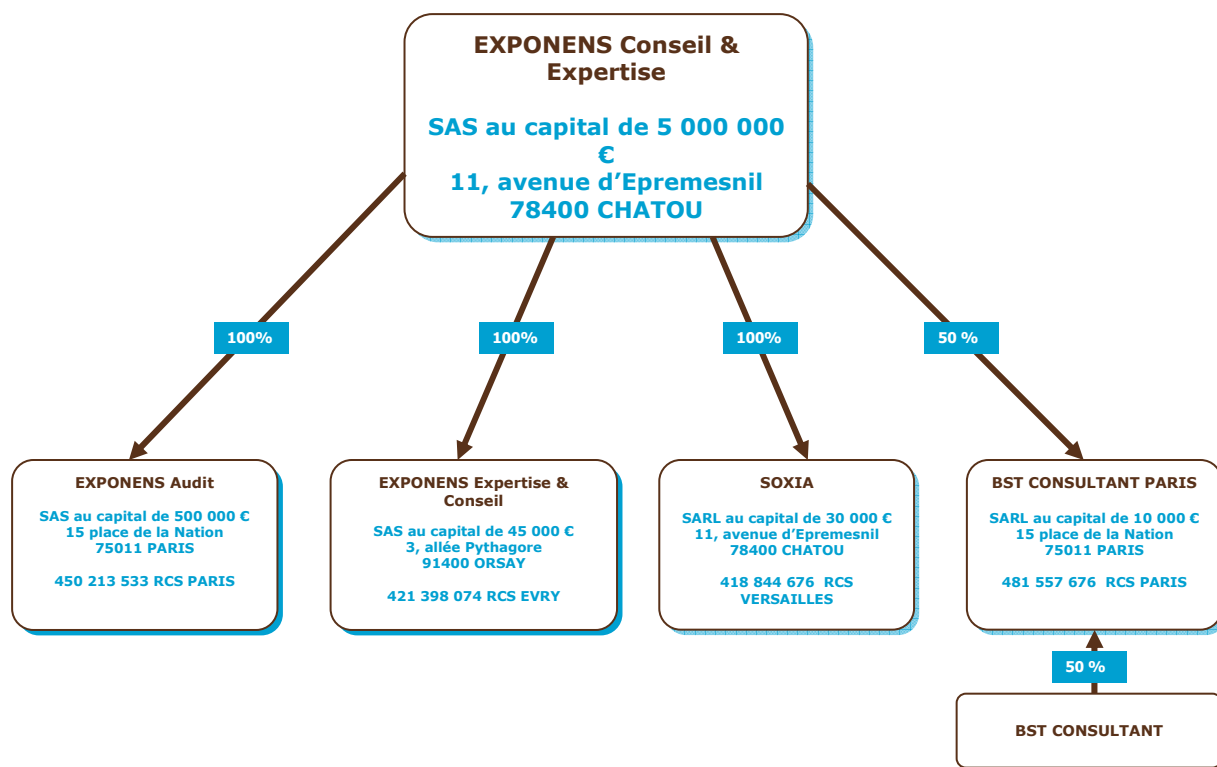 EXPONENS Conseil &
Expertise
SAS au capital de 5 000 000
€
11, avenue d’Epremesnil
78400 CHATOU
100%
100%
100%
50 %
EXPONENS Audit
SAS au capital de 500 000 €
15 place de la Nation
75011 PARIS
450 213 533 RCS PARIS
EXPONENS Expertise &
Conseil
SAS au capital de 45 000 €
3, allée Pythagore
91400 ORSAY
421 398 074 RCS EVRY
SOXIA
SARL au capital de 30 000 €
11, avenue d’Epremesnil
78400 CHATOU
418 844 676 RCS
VERSAILLES
BST CONSULTANT PARIS
SARL au capital de 10 000 €
15 place de la Nation
75011 PARIS
481 557 676 RCS PARIS
50 %
BST CONSULTANT